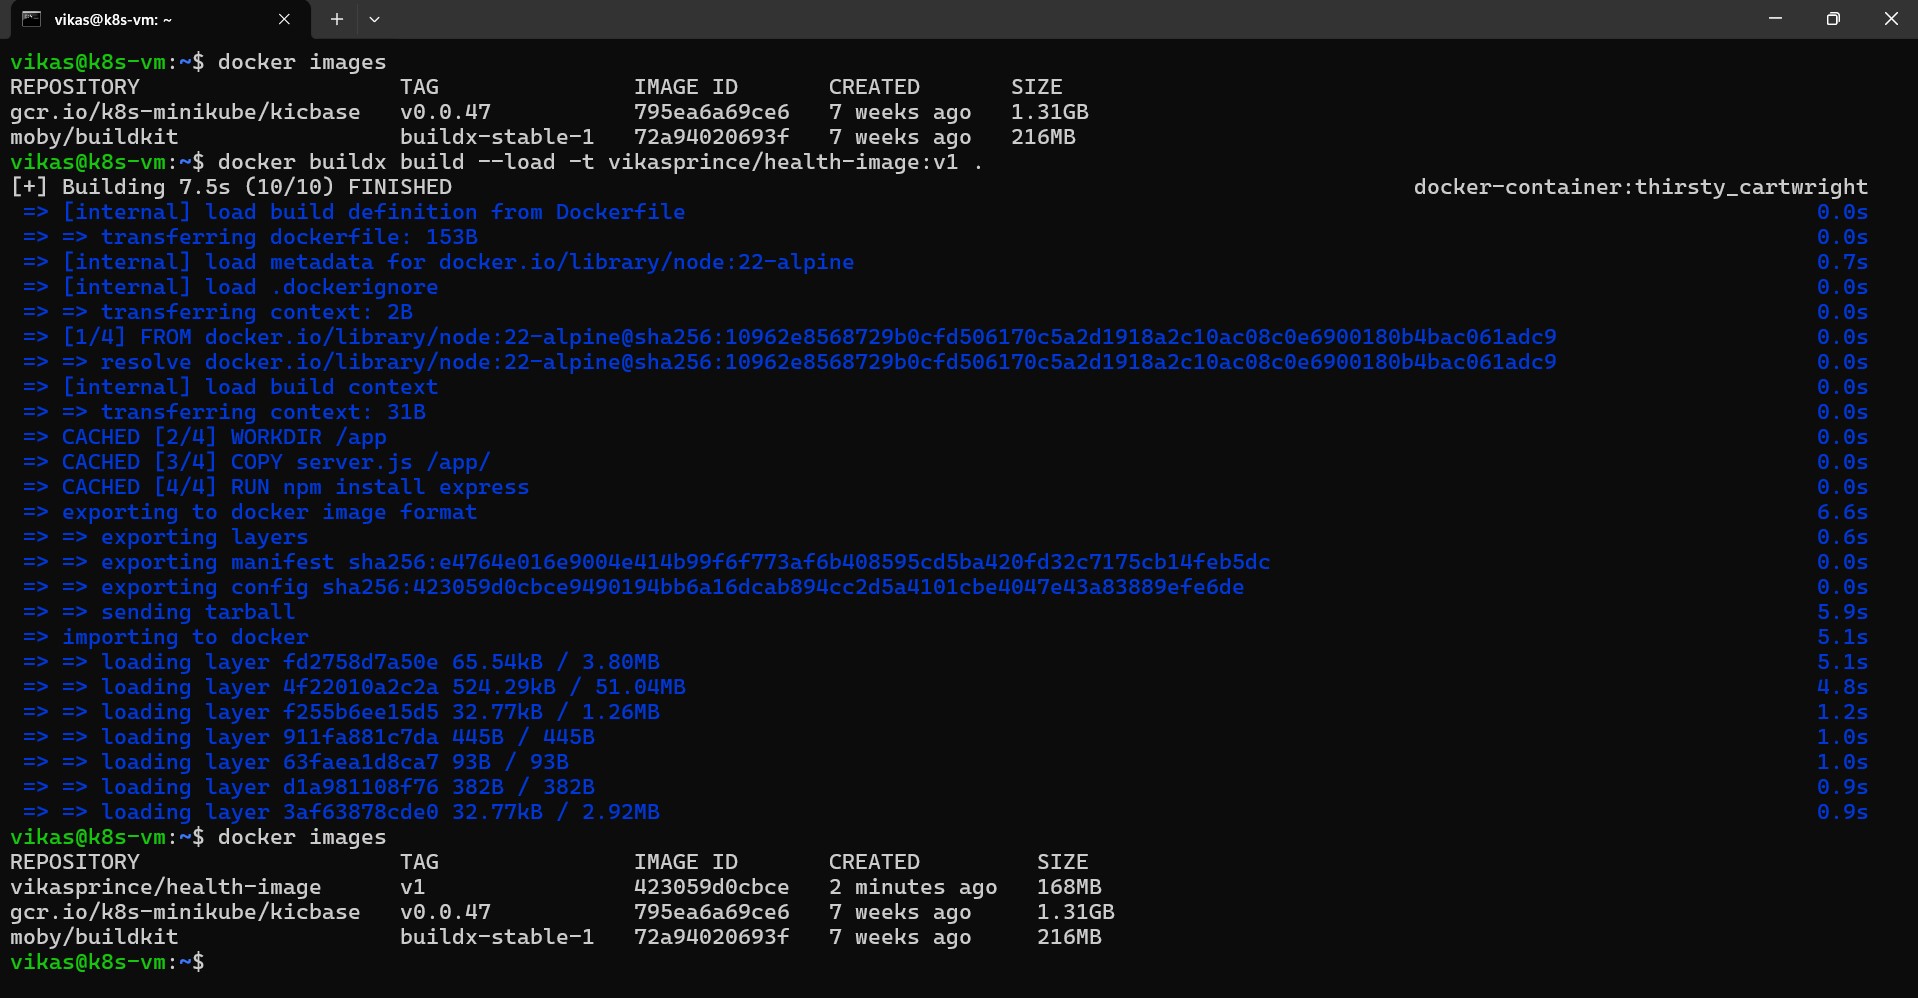 vikas@k8s-vm: ~
vikas@k8s-vm:~$ docker images
REPOSITORY                    TAG               IMAGE ID       CREATED       SIZE
gcr.io/k8s-minikube/kicbase   v0.0.47           795ea6a69ce6   7 weeks ago   1.31GB
moby/buildkit                 buildx-stable-1   72a94020693f   7 weeks ago   216MB
vikas@k8s-vm:~$ docker buildx build --load -t vikasprince/health-image:v1 .
[+] Building 7.5s (10/10) FINISHED docker-container:thirsty_cartwright
=> [internal] load build definition from Dockerfile 0.0s
=> => transferring dockerfile: 153B 0.0s
=> [internal] load metadata for docker.io/library/node:22-alpine 0.7s
=> [internal] load .dockerignore 0.0s
=> => transferring context: 2B 0.0s
=> [1/4] FROM docker.io/library/node:22-alpine@sha256:10962e8568729b0cfd506170c5a2d1918a2c10ac08c0e6900180b4bac061adc9 0.0s
=> => resolve docker.io/library/node:22-alpine@sha256:10962e8568729b0cfd506170c5a2d1918a2c10ac08c0e6900180b4bac061adc9 0.0s
=> [internal] load build context 0.0s
=> => transferring context: 31B 0.0s
=> CACHED [2/4] WORKDIR /app 0.0s
=> CACHED [3/4] COPY server.js /app/ 0.0s
=> CACHED [4/4] RUN npm install express 0.0s
=> exporting to docker image format 6.6s
=> => exporting layers 0.6s
=> => exporting manifest sha256:e4764e016e9004e414b99f6f773af6b408595cd5ba420fd32c7175cb14feb5dc 0.0s
=> => exporting config sha256:423059d0cbce9490194bb6a16dcab894cc2d5a4101cbe4047e43a83889efe6de 0.0s
=> => sending tarball 5.9s
=> importing to docker 5.1s
=> => loading layer fd2758d7a50e 65.54kB / 3.80MB 5.1s
=> => loading layer 4f22010a2c2a 524.29kB / 51.04MB 4.8s
=> => loading layer f255b6ee15d5 32.77kB / 1.26MB 1.2s
=> => loading layer 911fa881c7da 445B / 445B 1.0s
=> => loading layer 63faea1d8ca7 93B / 93B 1.0s
=> => loading layer d1a981108f76 382B / 382B 0.9s
=> => loading layer 3af63878cde0 32.77kB / 2.92MB 0.9s
vikas@k8s-vm:~$ docker images
REPOSITORY                    TAG               IMAGE ID       CREATED         SIZE
vikasprince/health-image      v1                423059d0cbce   2 minutes ago   168MB
gcr.io/k8s-minikube/kicbase   v0.0.47           795ea6a69ce6   7 weeks ago     1.31GB
moby/buildkit                 buildx-stable-1   72a94020693f   7 weeks ago     216MB
vikas@k8s-vm:~$